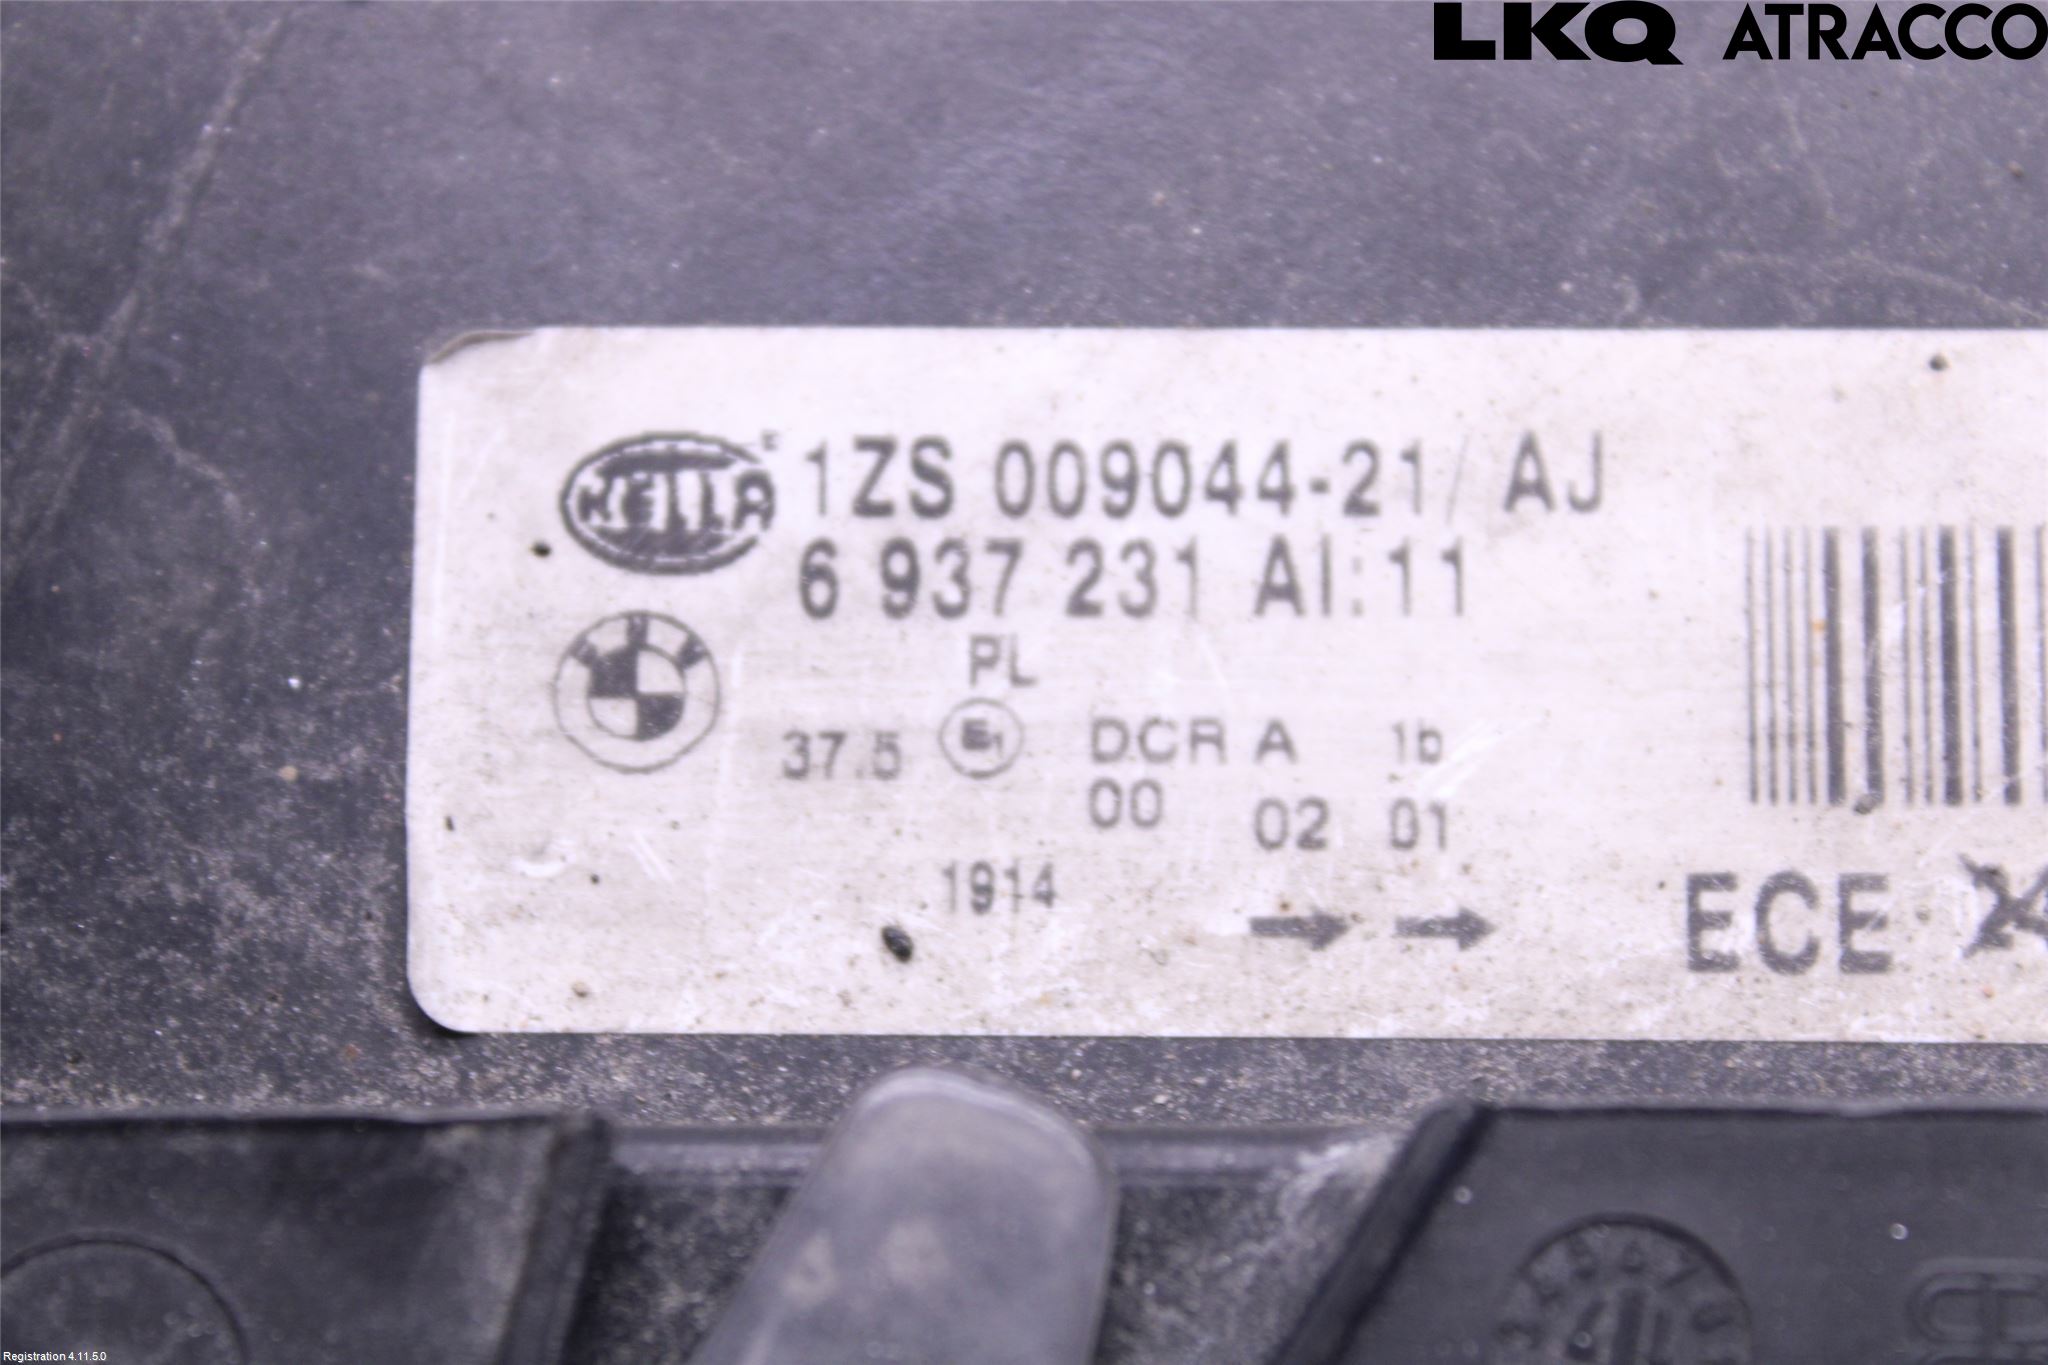 LKQ ATRACCO
HELLA 1ZS 009044-21/ AJ
6 937 231 AI:11
BMW
PL
37.5 E1 DCR A 1b
00 02 01
1914
ECE
Registration 4.11.5.0